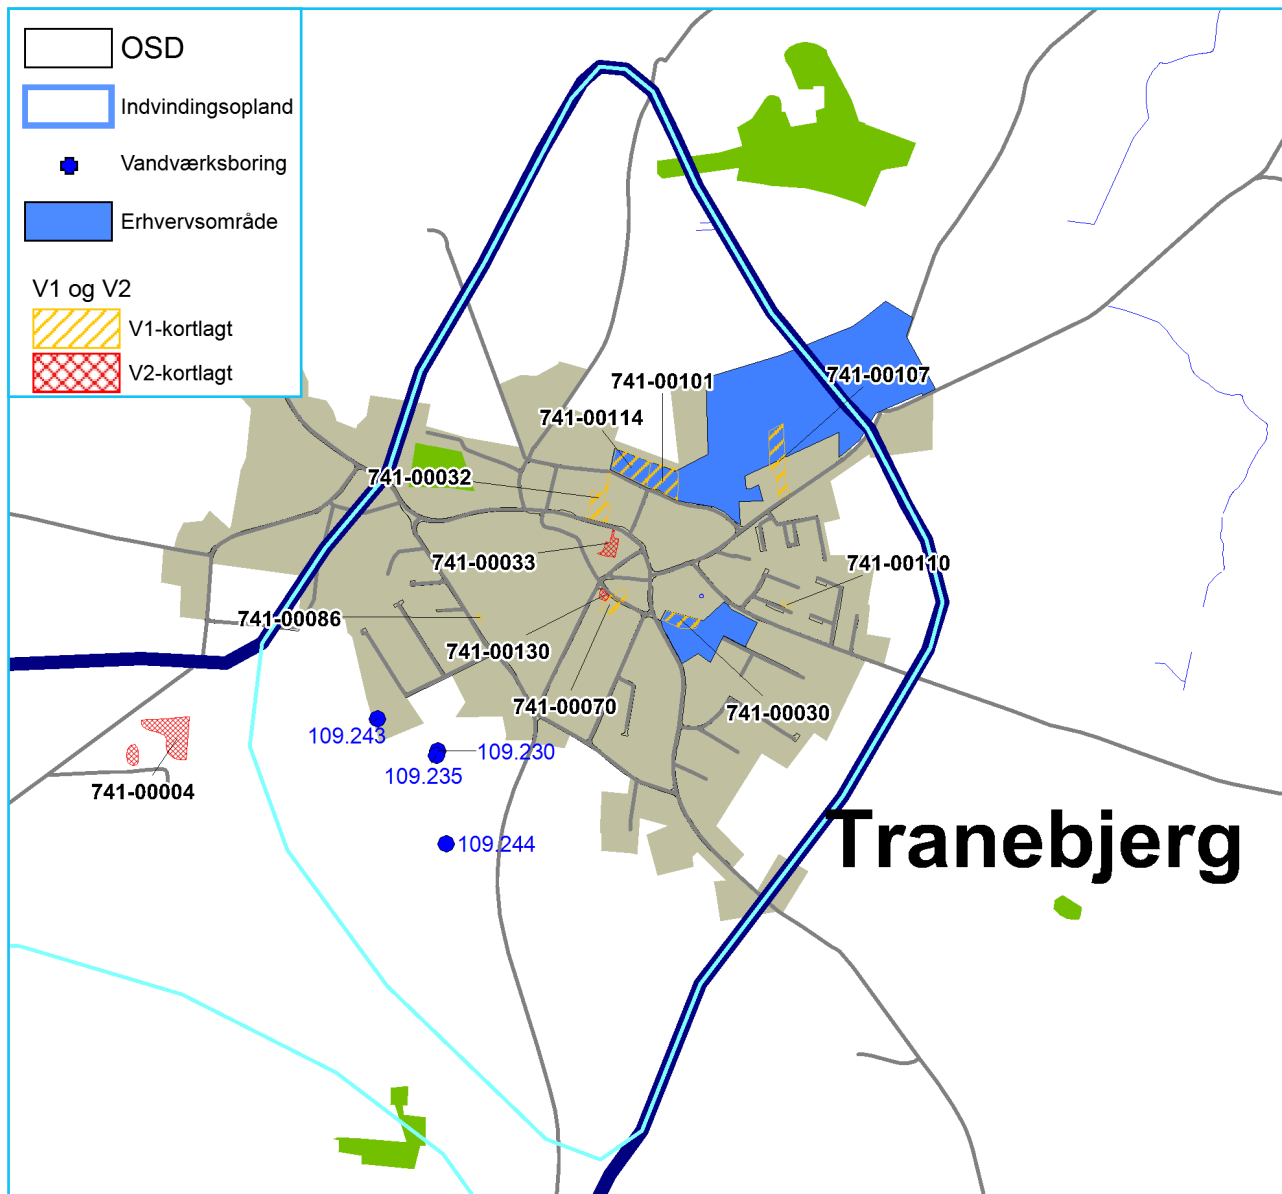 OSD
Indvindingsopland
Vandværksboring
Erhvervsområde
V1 og V2
V1-kortlagt
V2-kortlagt
741-00101
741-00107
741-00114
741-00032
741-00033
741-00110
741-00086
741-00130
741-00070
741-00030
109.243
109.230
109.235
741-00004
109.244
Tranebjerg